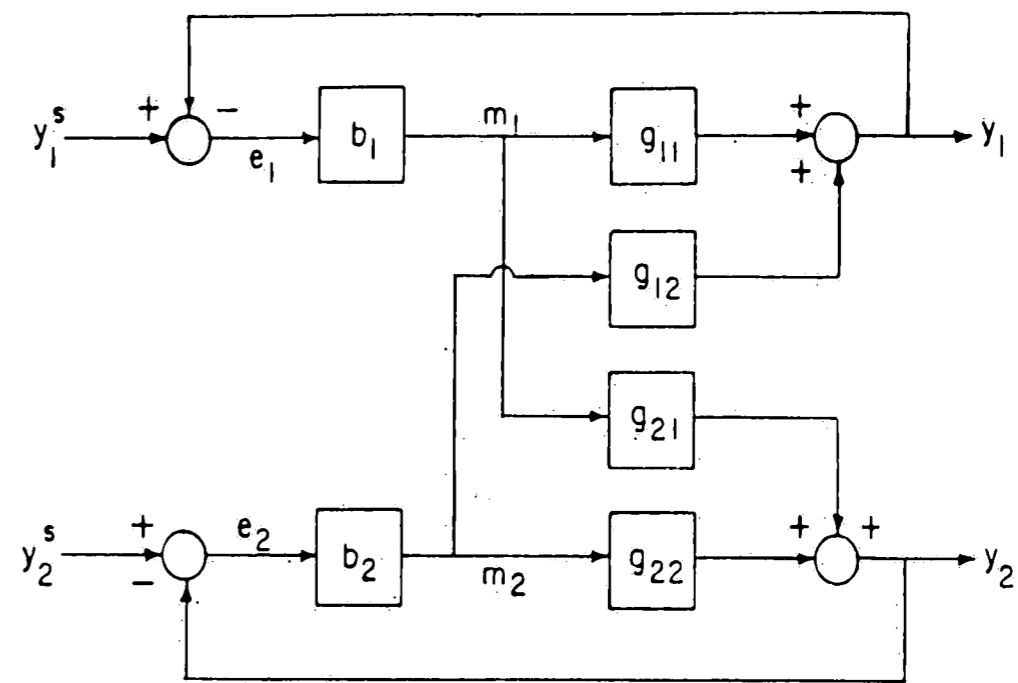 + −
y₁ˢ e₁ b₁ m₁ g₁₁ + + y₁
g₁₂
g₂₁
y₂ˢ + − e₂ b₂ m₂ g₂₂ + + y₂